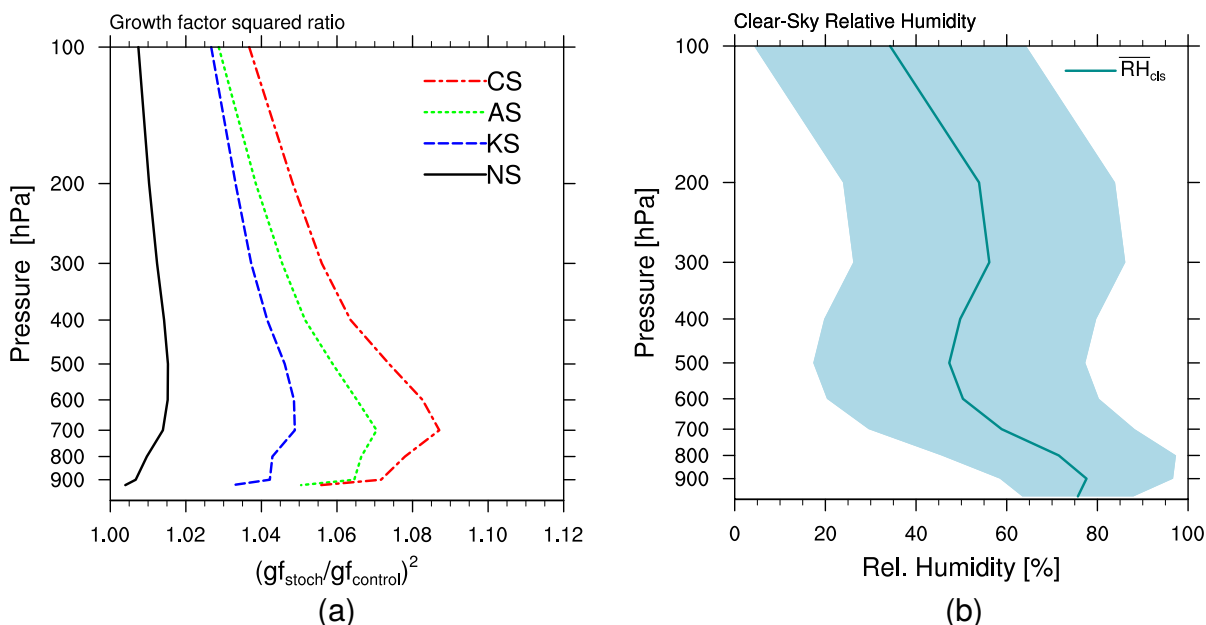 Growth factor squared ratio
100
200
300
400
500
600
700
800
900
Pressure [hPa]
CS
AS
KS
NS
1.00 1.02 1.04 1.06 1.08 1.10 1.12
(gf_stoch/gf_control)^2
(a)
Clear-Sky Relative Humidity
100
200
300
400
500
600
700
800
900
Pressure [hPa]
RH_cls
0 20 40 60 80 100
Rel. Humidity [%]
(b)